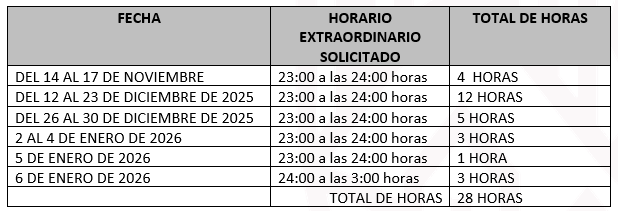 FECHA HORARIO EXTRAORDINARIO SOLICITADO TOTAL DE HORAS
DEL 14 AL 17 DE NOVIEMBRE 23:00 a las 24:00 horas 4 HORAS
DEL 12 AL 23 DE DICIEMBRE DE 2025 23:00 a las 24:00 horas 12 HORAS
DEL 26 AL 30 DE DICIEMBRE DE 2025 23:00 a las 24:00 horas 5 HORAS
2 AL 4 DE ENERO DE 2026 23:00 a las 24:00 horas 3 HORAS
5 DE ENERO DE 2026 23:00 a las 24:00 horas 1 HORA
6 DE ENERO DE 2026 24:00 a las 3:00 horas 3 HORAS
TOTAL DE HORAS 28 HORAS